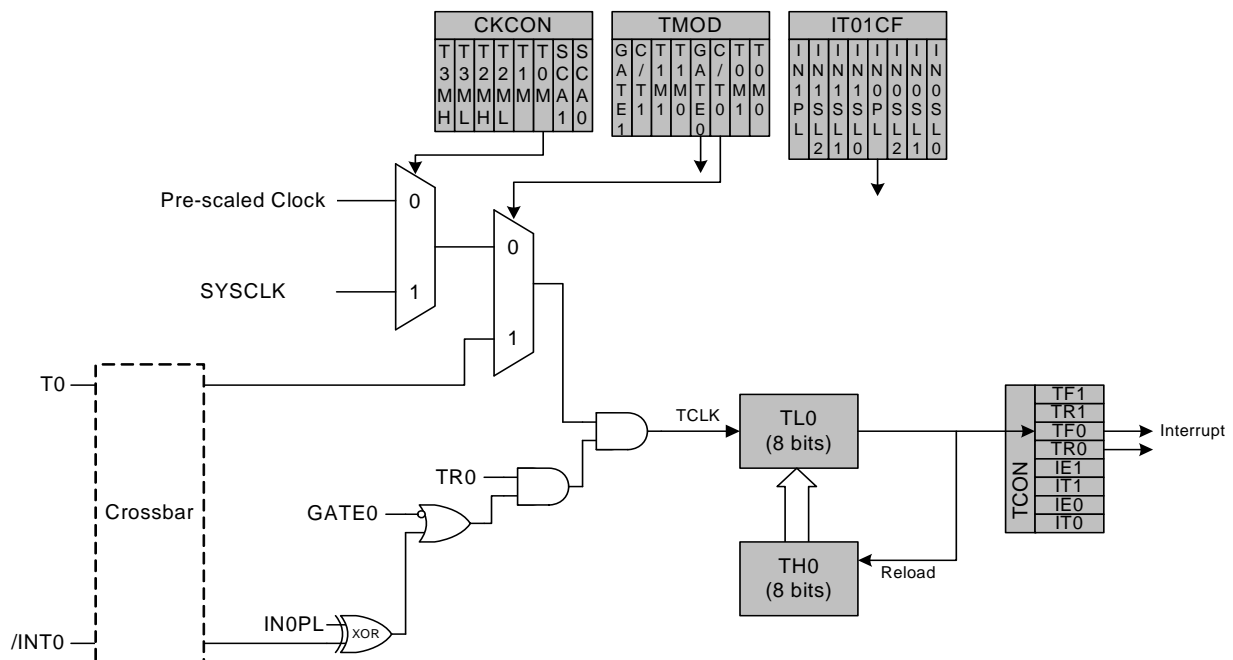 CKCON
T3MH
T3ML
T2MH
T2ML
T1M
T0M
SCA1
SCA0
TMOD
GATE1
C/T1
T1M1
T1M0
GATE0
C/T0
T0M1
T0M0
IT01CF
IN1PL
IN1SL2
IN1SL1
IN1SL0
IN0PL
IN0SL2
IN0SL1
IN0SL0
Pre-scaled Clock
0
SYSCLK
1
0
1
T0
Crossbar
/INT0
TR0
GATE0
IN0PL
XOR
TCLK
TL0
(8 bits)
TH0
(8 bits)
Reload
TCON
TF1
TR1
TF0
TR0
IE1
IT1
IE0
IT0
Interrupt